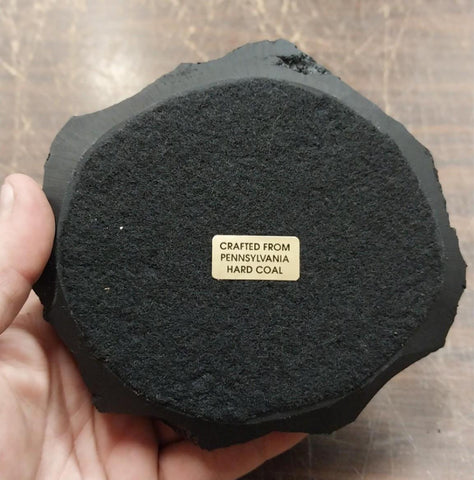 CRAFTED FROM
PENNSYLVANIA
HARD COAL